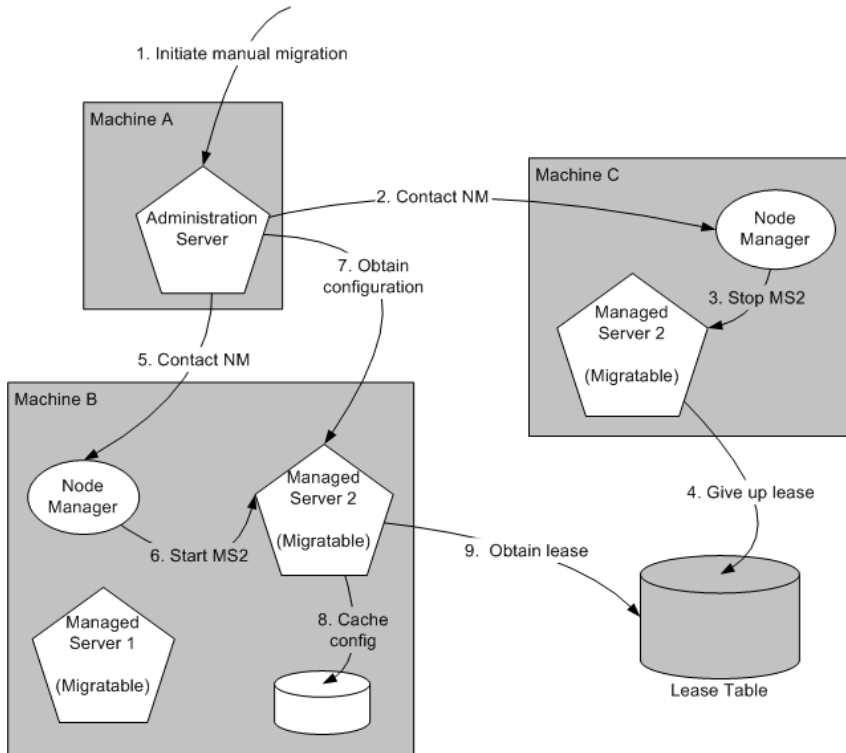 1. Initiate manual migration
Machine A
Administration
Server
2. Contact NM
Machine C
Node
Manager
3. Stop MS2
Managed
Server 2
(Migratable)
7. Obtain
configuration
5. Contact NM
Machine B
Node
Manager
Managed
Server 2
(Migratable)
6. Start MS2
4. Give up lease
9. Obtain lease
Managed
Server 1
(Migratable)
8. Cache
config
Lease Table